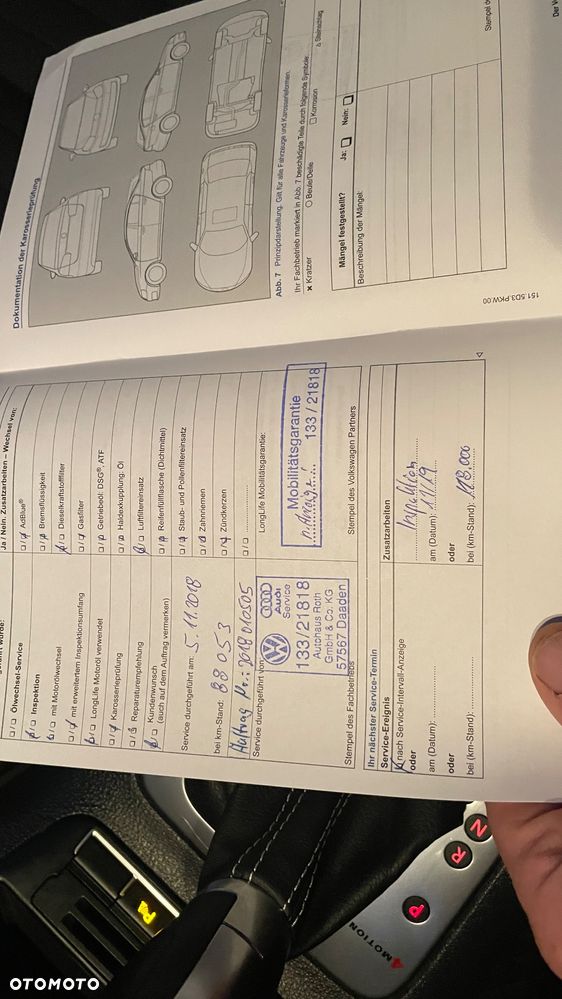 Dokumentation der Karosserieprüfung
Abb. 7 Prinzipdarstellung. Gilt für alle Fahrzeuge und Karosserieformen.
Ihr Fachbetrieb markiert in Abb. 7 beschädigte Teile durch folgende Symbole:
× Kratzer ○ Beule/Delle □ Korrosion △ Steinschlag
Mängel festgestellt? Ja: □ Nein: □
Beschreibung der Mängel:
151.5D3.PKW.00
Ja / Nein:
□/□ Ölwechsel-Service
□/□ Inspektion
□/□ mit Motorölwechsel
□/□ mit erweitertem Inspektionsumfang
□/□ LongLife Motoröl verwendet
□/□ Karosserieprüfung
□/□ Reparaturempfehlung
□/□ Kundenwunsch
(auch auf dem Auftrag vermerken)
Service durchgeführt am: 5.11.2018
bei km-Stand: 88053
Auftrag Nr.: 2018010505
Service durchgeführt von:
Audi
Service
133/21818
Autohaus Roth
GmbH & Co. KG
57567 Daaden
Stempel des Fachbetriebs
Ja / Nein: Zusatzarbeiten – Wechsel von:
□/□ AdBlue®
□/□ Bremsflüssigkeit
□/□ Dieselkraftstofffilter
□/□ Gasfilter
□/□ Getriebeöl: DSG®, ATF
□/□ Haldexkupplung: Öl
□/□ Luftfiltereinsatz
□/□ Reifenfüllflasche (Dichtmittel)
□/□ Staub- und Pollenfiltereinsatz
□/□ Zahnriemen
□/□ Zündkerzen
□/□ ....................
LongLife Mobilitätsgarantie:
Mobilitätsgarantie
133 / 21818
Stempel des Volkswagen Partners
Ihr nächster Service-Termin
Service-Ereignis
nach Service-Intervall-Anzeige
oder
am (Datum): ....................
oder
bei (km-Stand): ....................
Zusatzarbeiten
Inspektion
am (Datum): 11/19
oder
bei (km-Stand): 118.000
P
R
N
4MOTION
OTOMOTO